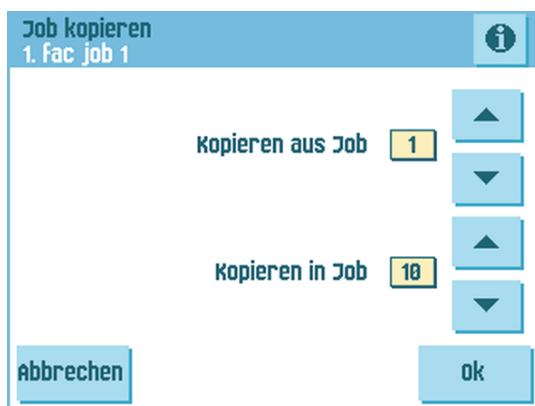 Job kopieren
1. Fac job 1
Kopieren aus Job 1
Kopieren in Job 10
Abbrechen
Ok